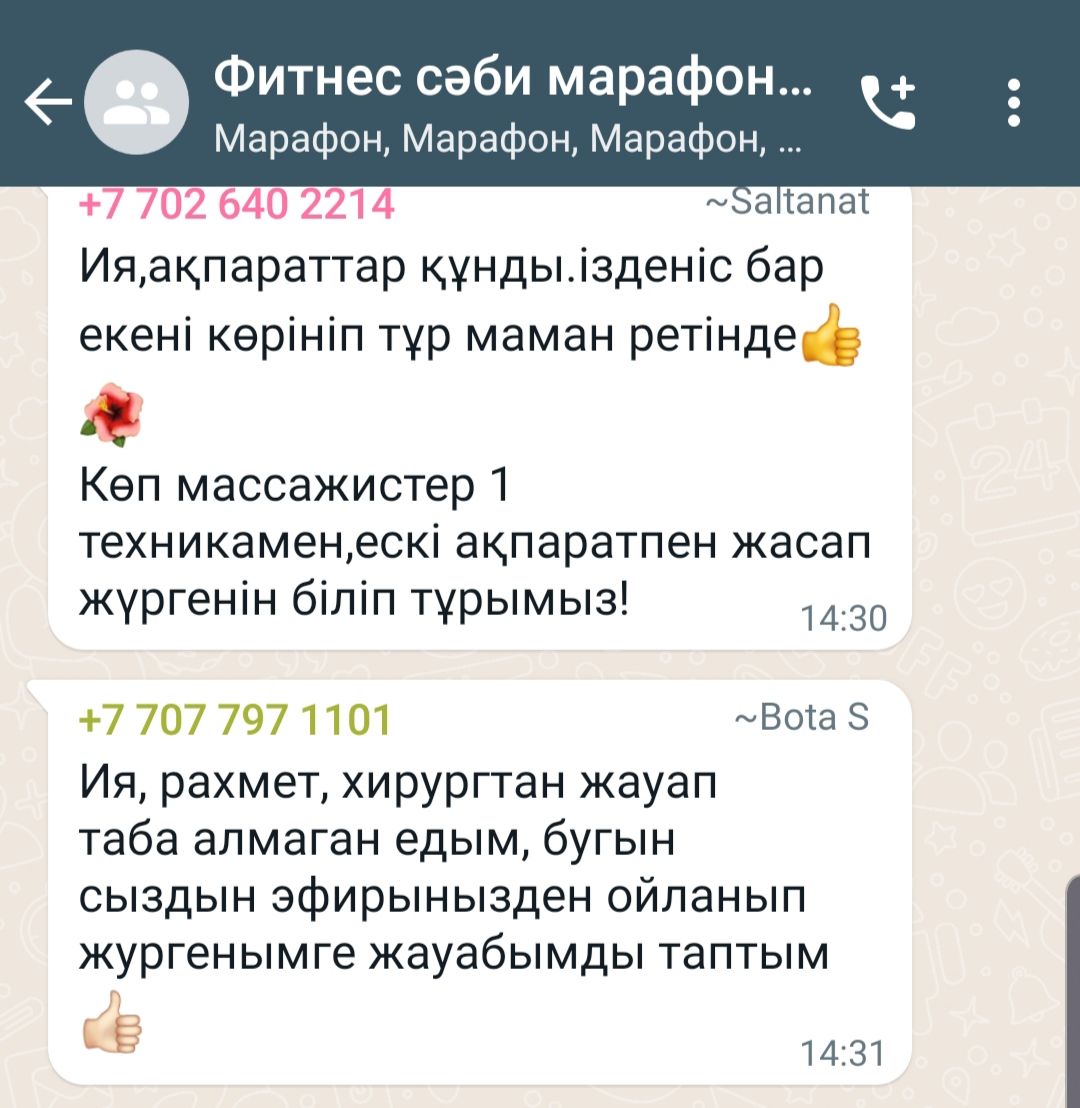 Фитнес сәби марафон...
Марафон, Марафон, Марафон, ...
+7 702 640 2214 ~Saltanat
Ия,ақпараттар құнды.ізденіс бар
екені көрініп тұр маман ретінде👍
🌺
Көп массажистер 1
техникамен,ескі ақпаратпен жасап
жүргенін біліп тұрымыз!
14:30
+7 707 797 1101 ~Bota S
Ия, рахмет, хирургтан жауап
таба алмаган едым, бугын
сыздын эфирынызден ойланып
жургенымге жауабымды таптым
👍🏻
14:31